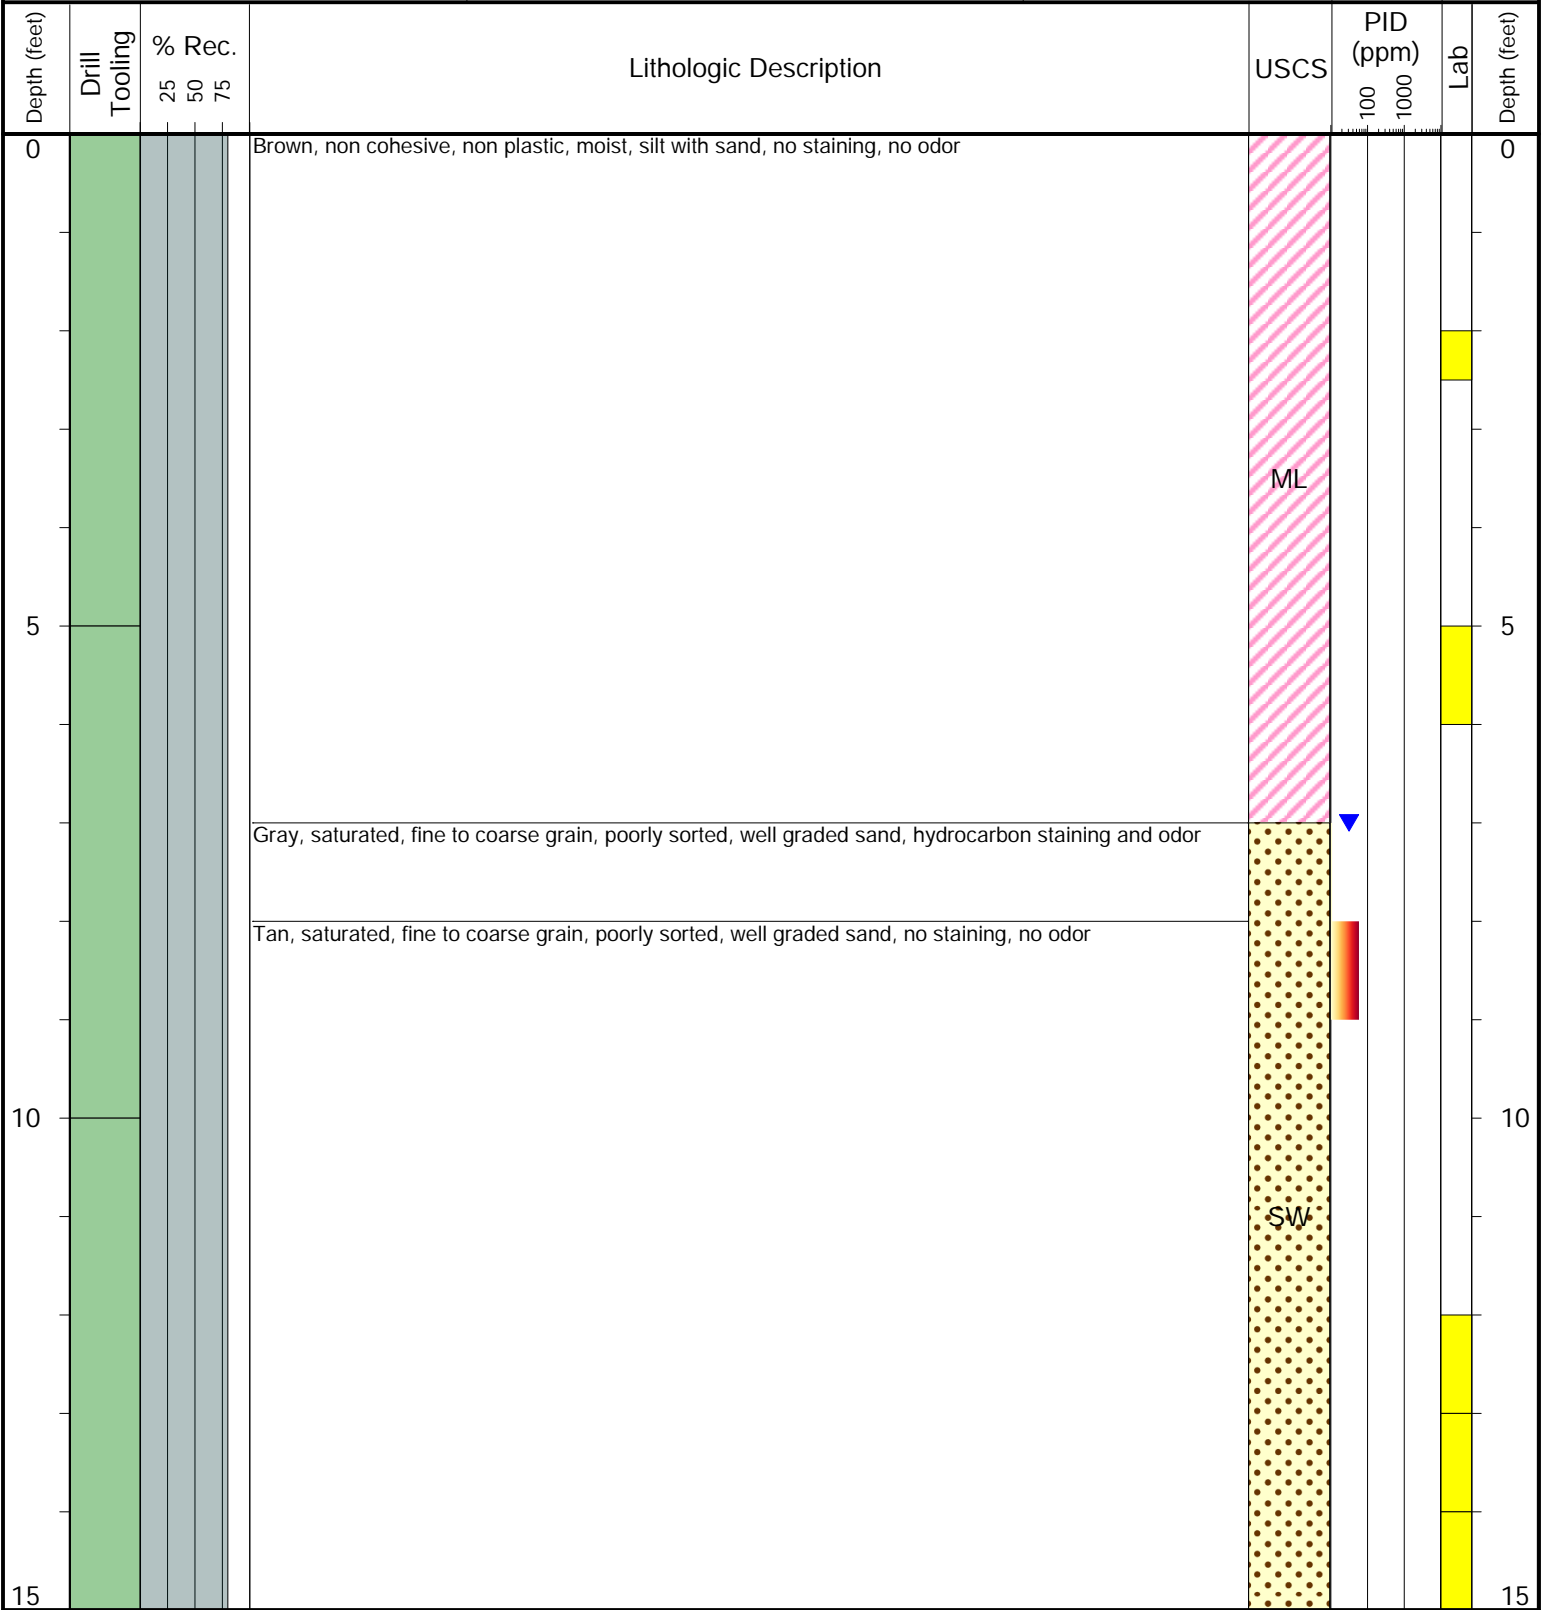 Depth (feet)
Drill
Tooling
% Rec.
25
50
75
Lithologic Description
USCS
PID
(ppm)
100
1000
Lab
Depth (feet)
0
Brown, non cohesive, non plastic, moist, silt with sand, no staining, no odor
0
ML
5
5
Gray, saturated, fine to coarse grain, poorly sorted, well graded sand, hydrocarbon staining and odor
Tan, saturated, fine to coarse grain, poorly sorted, well graded sand, no staining, no odor
10
10
SW
15
15